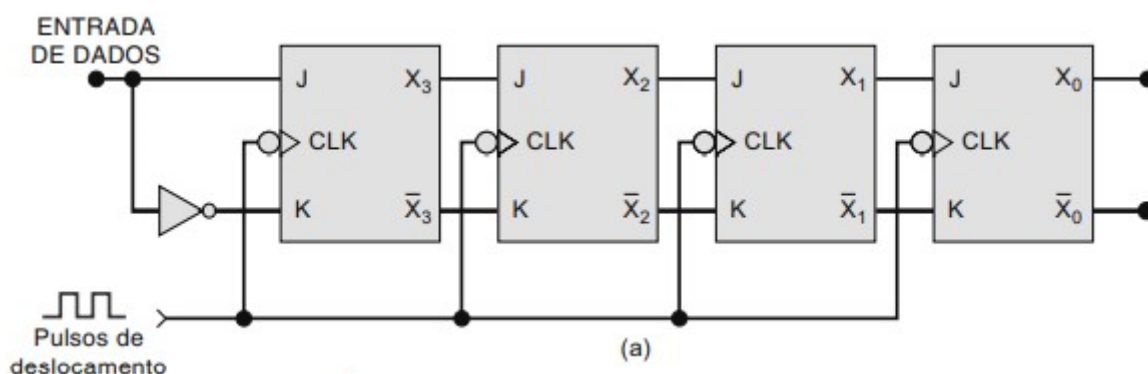 ENTRADA
DE DADOS
J X₃ J X₂ J X₁ J X₀
CLK CLK CLK CLK
K X̅₃ K X̅₂ K X̅₁ K X̅₀
Pulsos de
deslocamento
(a)